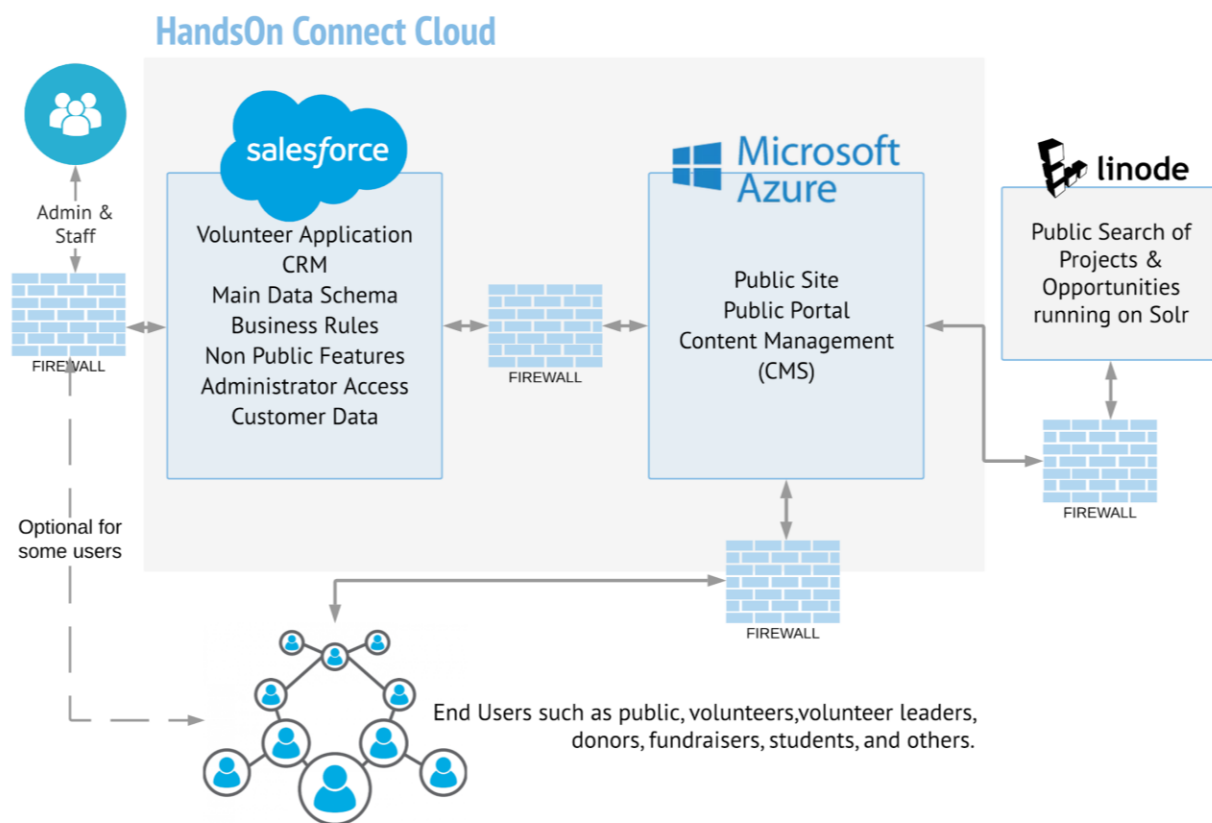 HandsOn Connect Cloud
salesforce
Microsoft
Azure
linode
Admin &
Staff
Volunteer Application
CRM
Main Data Schema
Business Rules
Non Public Features
Administrator Access
Customer Data
Public Site
Public Portal
Content Management
(CMS)
Public Search of
Projects &
Opportunities
running on Solr
FIREWALL
FIREWALL
FIREWALL
FIREWALL
Optional for
some users
End Users such as public, volunteers,volunteer leaders,
donors, fundraisers, students, and others.